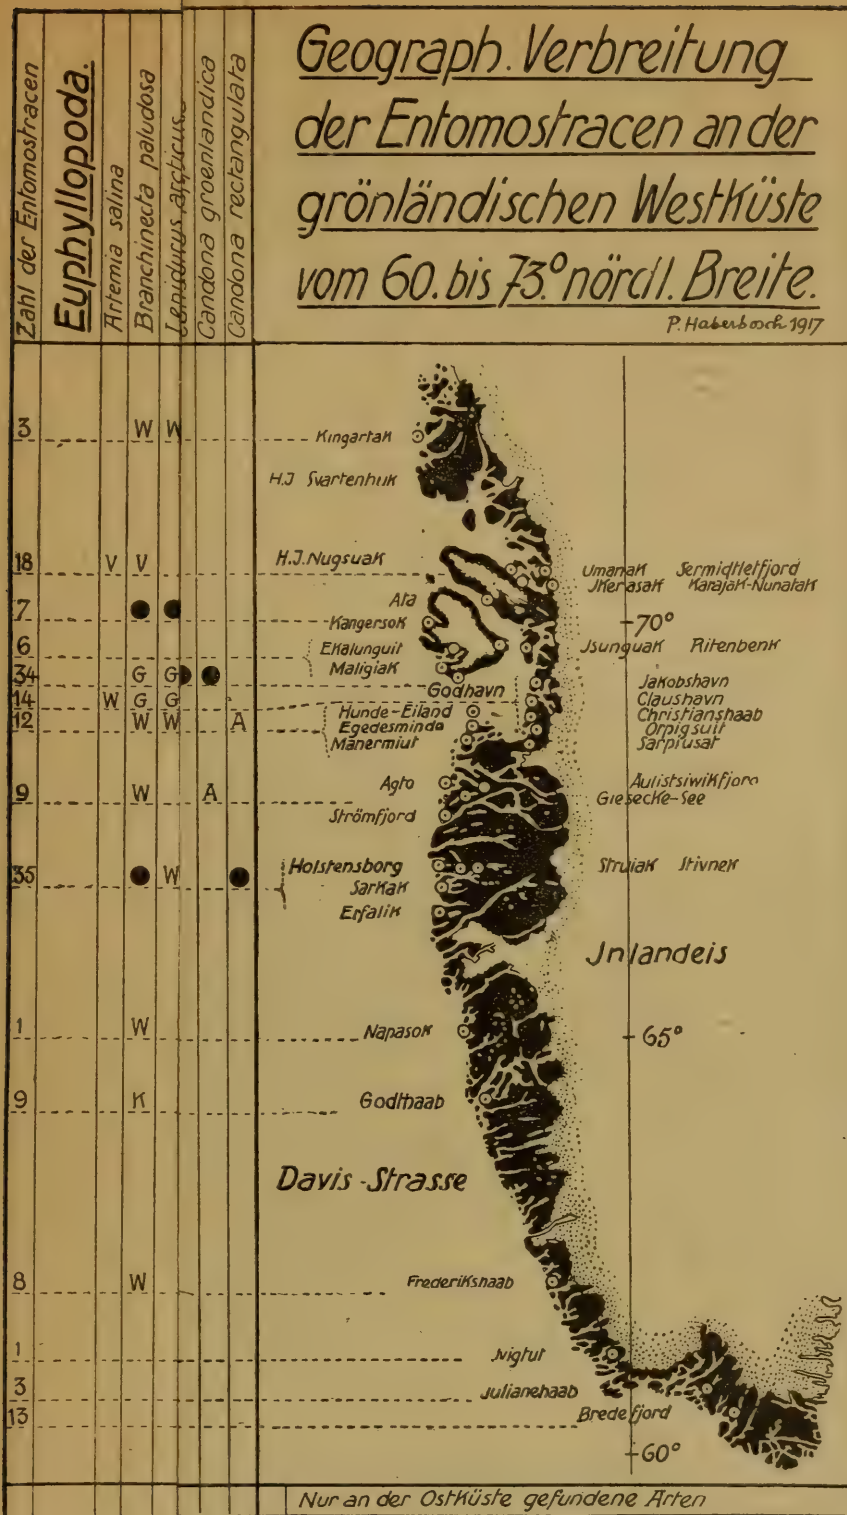 Geograph. Verbreitung
der Entomostracen an der
grönländischen Westküste
vom 60. bis 73.° nördl. Breite.
P. Haberbosch 1917
Zahl der Entomostracen
Euphyllopoda.
Artemia salina
Branchinecta paludosa
Lepidurus arcticus
Candona groenlandica
Candona rectangulata
3 W W Kingartak
H.J. Svartenhuk
18 V V H.J. Nugsuak Umanak Sermidtletfjord
Jkerasak Karajak-Nunatak
7 Ata
Kangersok 70°
6 Ekalunguit Jsunguak Ritenbenk
34 G G Maligiak Jakobshavn
14 W G G Godhavn Claushavn
12 W W A Hunde-Eiland Christianshaab
Egedesminde Orpigsuit
Manermiut Sarpiusat
9 W A Agto Aulistsiwikfjord
Giesecke-See
Strömfjord
35 W Holstensborg Struiak Jtivnek
Sarkak
Erfalik
Jnlandeis
1 W Napasok 65°
9 K Godthaab
Davis-Strasse
8 W Frederikshaab
1 Jvigtut
3 Julianehaab
13 Bredefjord
60°
Nur an der Ostküste gefundene Arten